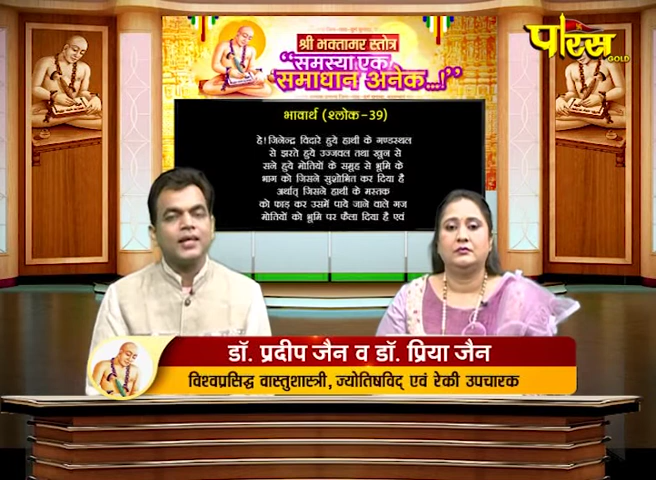 श्री भक्तामर स्तोत्र
“समस्या एक
समाधान अनेक...!”
पारस
GOLD
भावार्थ (श्लोक-39)
हे! जिनेन्द्र विदारे हुये हाथी के गण्डस्थल
से झरते हुये उज्जवल तथा खून से
सने हुये मोतियों के समूह से भूमि के
भाग को जिसने सुशोभित कर दिया है
अर्थात् जिसने हाथी के मस्तक
को फाड़ कर उसमें पाये जाने वाले गज
मोतियों को भूमि पर फैला दिया है एवं
डॉ. प्रदीप जैन व डॉ. प्रिया जैन
विश्वप्रसिद्ध वास्तुशास्त्री, ज्योतिषविद् एवं रेकी उपचारक